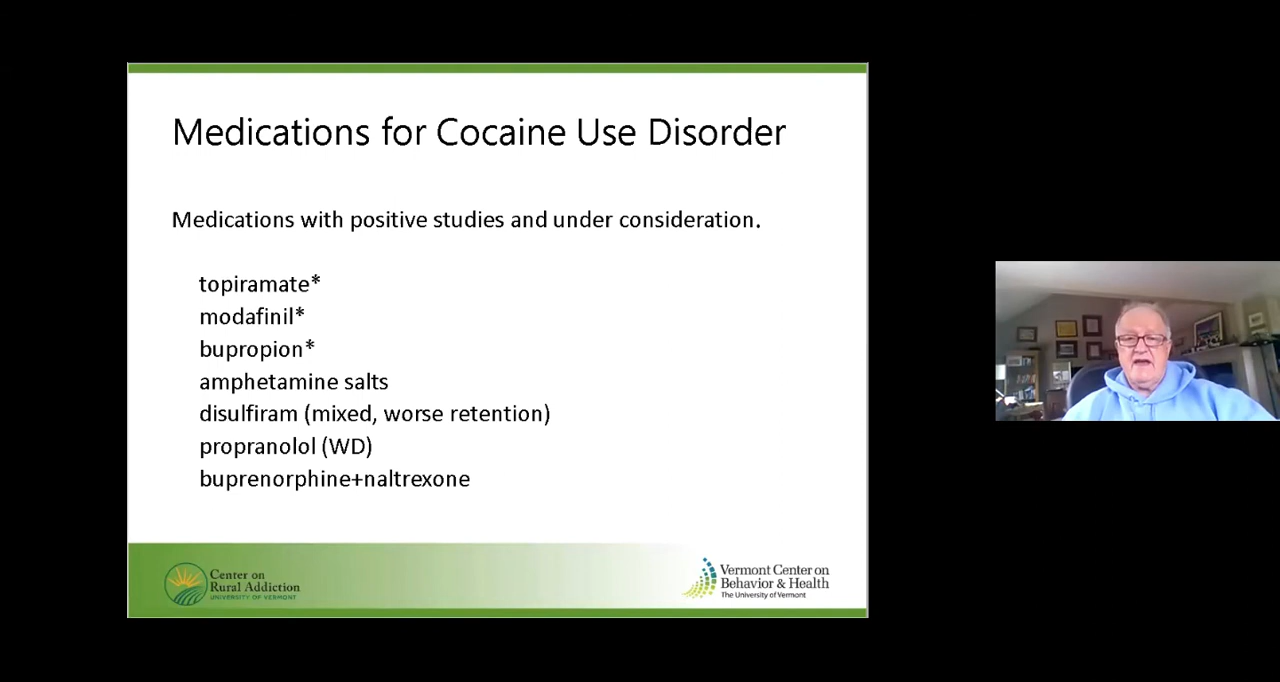 Medications for Cocaine Use Disorder
Medications with positive studies and under consideration.
topiramate*
modafinil*
bupropion*
amphetamine salts
disulfiram (mixed, worse retention)
propranolol (WD)
buprenorphine+naltrexone
Center on
Rural Addiction
UNIVERSITY OF VERMONT
Vermont Center on
Behavior & Health
The University of Vermont